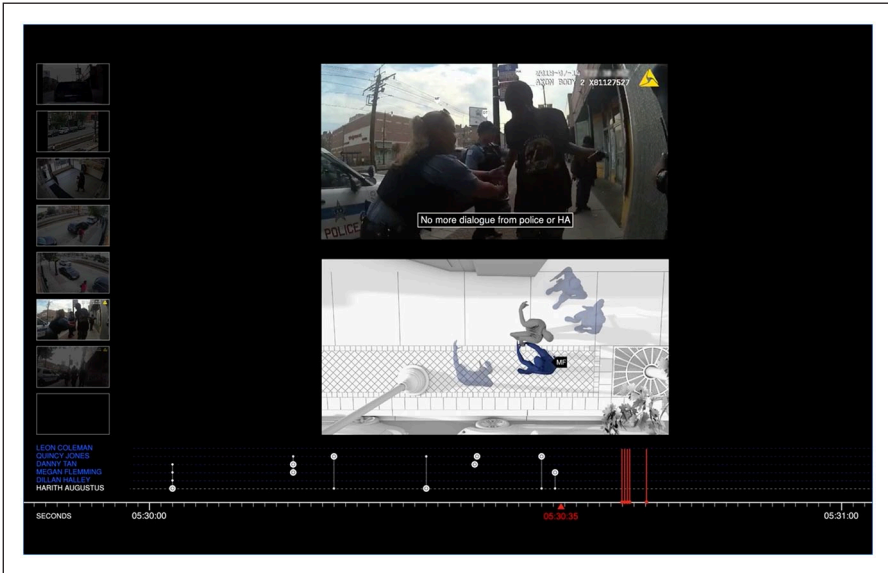 AXON BODY 2 X81127527
POLICE
No more dialogue from police or HA
MF
LEON COLEMAN
QUINCY JONES
DANNY TAN
MEGAN FLEMMING
DILLAN HALLEY
HARITH AUGUSTUS
SECONDS
05:30:00
05:30:35
05:31:00